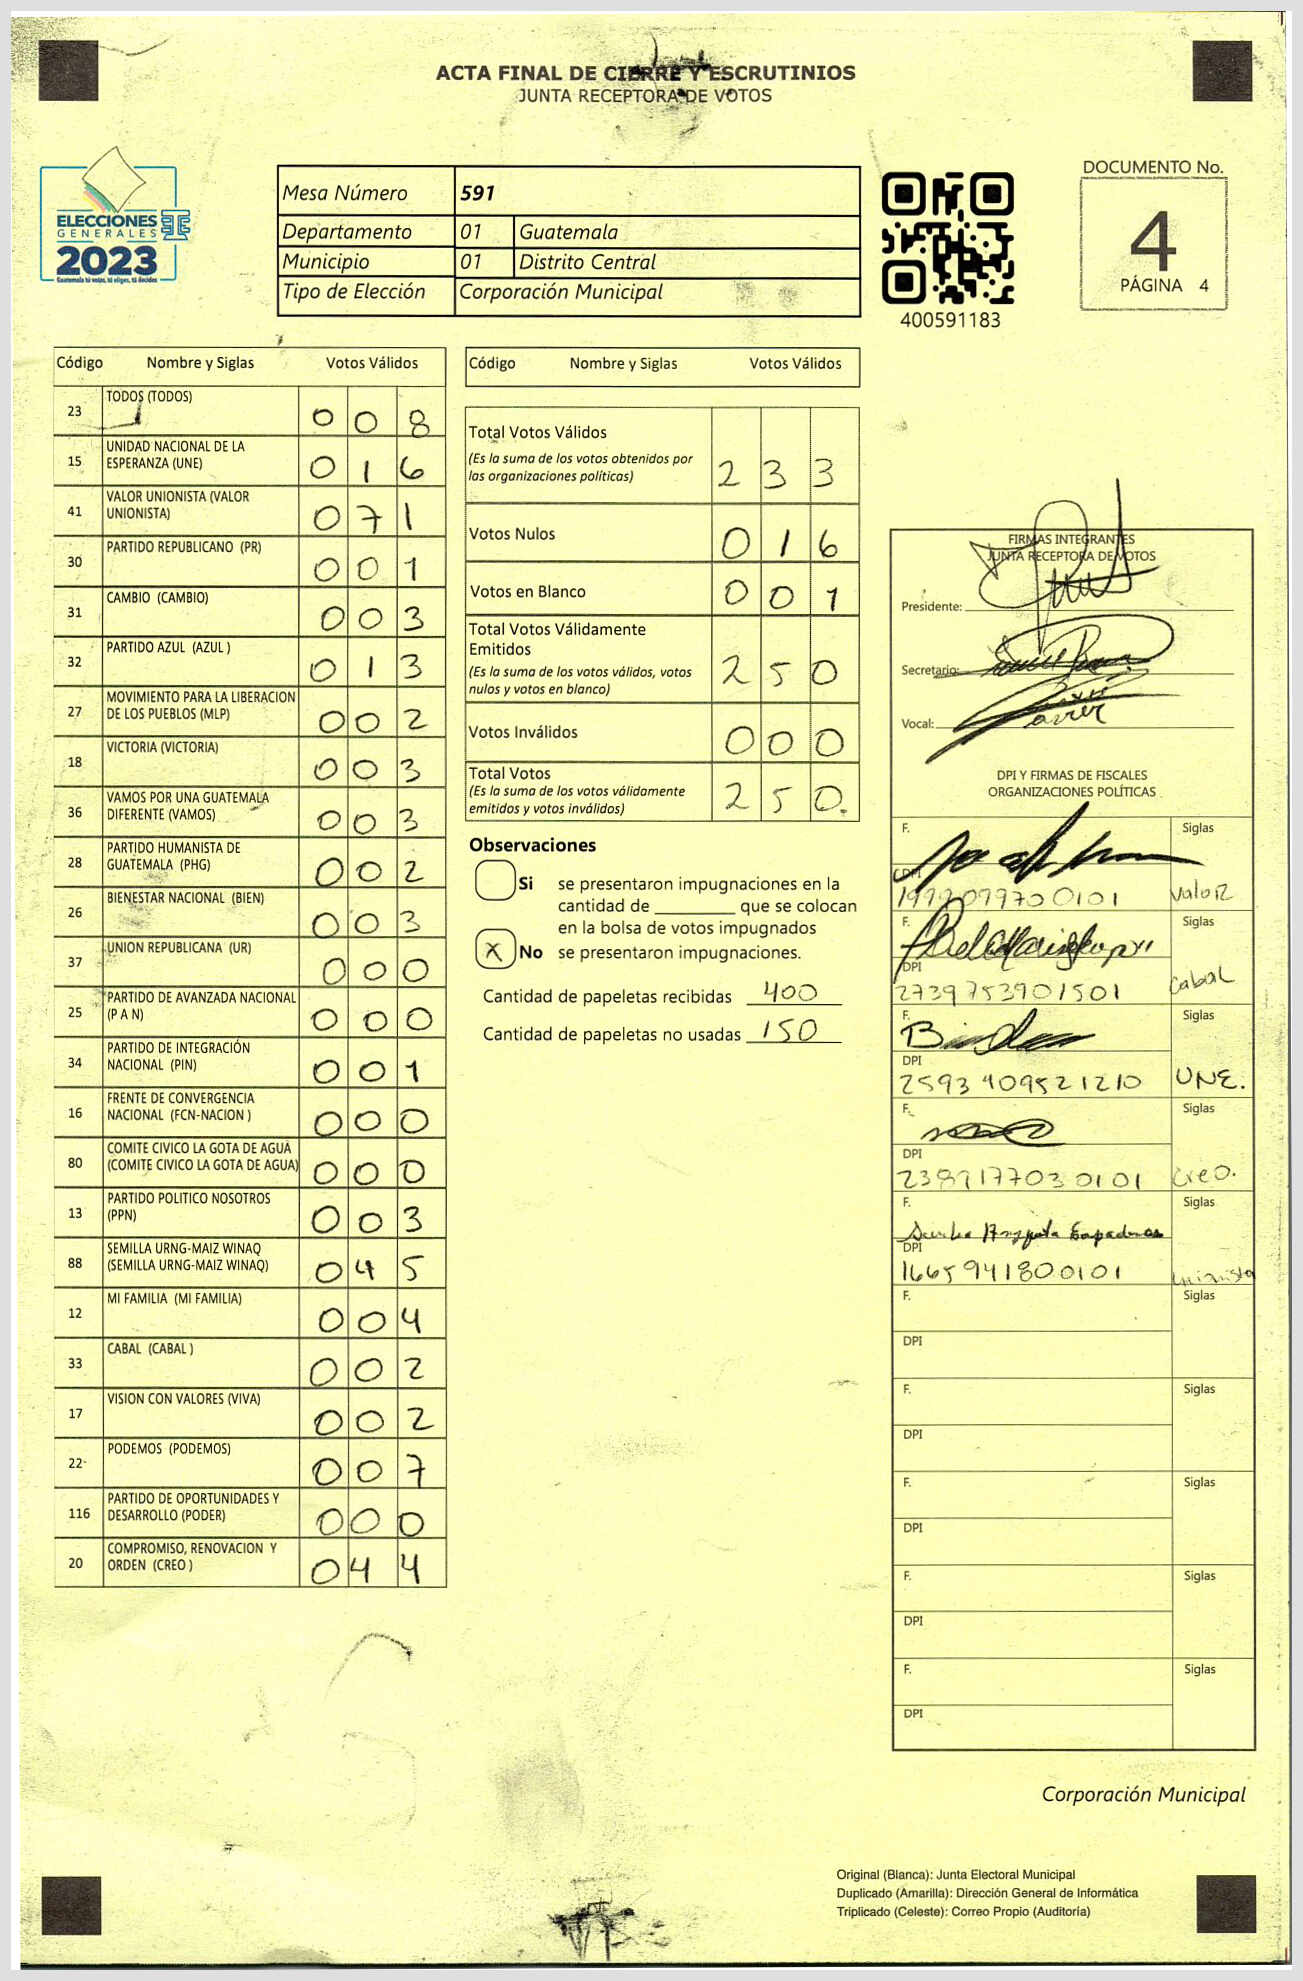 ACTA FINAL DE CIERRE Y ESCRUTINIOS
JUNTA RECEPTORA DE VOTOS
ELECCIONES
GENERALES
2023
Guatemala tú votas, tú eliges, tú decides
Mesa Número 591
Departamento 01 Guatemala
Municipio 01 Distrito Central
Tipo de Elección Corporación Municipal
400591183
DOCUMENTO No.
4
PÁGINA 4
Código Nombre y Siglas Votos Válidos
23 TODOS (TODOS) 0 0 8
15 UNIDAD NACIONAL DE LA
ESPERANZA (UNE) 0 1 6
41 VALOR UNIONISTA (VALOR
UNIONISTA) 0 7 1
30 PARTIDO REPUBLICANO (PR) 0 0 1
31 CAMBIO (CAMBIO) 0 0 3
32 PARTIDO AZUL (AZUL ) 0 1 3
27 MOVIMIENTO PARA LA LIBERACION
DE LOS PUEBLOS (MLP) 0 0 2
18 VICTORIA (VICTORIA) 0 0 3
36 VAMOS POR UNA GUATEMALA
DIFERENTE (VAMOS) 0 0 3
28 PARTIDO HUMANISTA DE
GUATEMALA (PHG) 0 0 2
26 BIENESTAR NACIONAL (BIEN) 0 0 3
37 UNION REPUBLICANA (UR) 0 0 0
25 PARTIDO DE AVANZADA NACIONAL
(P A N) 0 0 0
34 PARTIDO DE INTEGRACIÓN
NACIONAL (PIN) 0 0 1
16 FRENTE DE CONVERGENCIA
NACIONAL (FCN-NACION ) 0 0 0
80 COMITE CIVICO LA GOTA DE AGUA
(COMITE CIVICO LA GOTA DE AGUA) 0 0 0
13 PARTIDO POLITICO NOSOTROS
(PPN) 0 0 3
88 SEMILLA URNG-MAIZ WINAQ
(SEMILLA URNG-MAIZ WINAQ) 0 4 5
12 MI FAMILIA (MI FAMILIA) 0 0 4
33 CABAL (CABAL ) 0 0 2
17 VISION CON VALORES (VIVA) 0 0 2
22 PODEMOS (PODEMOS) 0 0 7
116 PARTIDO DE OPORTUNIDADES Y
DESARROLLO (PODER) 0 0 0
20 COMPROMISO, RENOVACION Y
ORDEN (CREO ) 0 4 4
Código Nombre y Siglas Votos Válidos
Total Votos Válidos
(Es la suma de los votos obtenidos por
las organizaciones políticas) 2 3 3
Votos Nulos 0 1 6
Votos en Blanco 0 0 1
Total Votos Válidamente
Emitidos
(Es la suma de los votos válidos, votos
nulos y votos en blanco) 2 5 0
Votos Inválidos 0 0 0
Total Votos
(Es la suma de los votos válidamente
emitidos y votos inválidos) 2 5 0.
Observaciones
Si se presentaron impugnaciones en la
cantidad de ________ que se colocan
en la bolsa de votos impugnados
X No se presentaron impugnaciones.
Cantidad de papeletas recibidas 400
Cantidad de papeletas no usadas 150
FIRMAS INTEGRANTES
JUNTA RECEPTORA DE VOTOS
Presidente:
Secretario:
Vocal:
DPI Y FIRMAS DE FISCALES
ORGANIZACIONES POLÍTICAS
F. Siglas
DPI
Valor
F. Siglas
DPI
2739753901501 Cabal
F. Siglas
DPI
2593409521210 UNE.
F. Siglas
DPI
2389177030101 Creo.
F. Siglas
DPI
1665941800101
F. Siglas
DPI
F. Siglas
DPI
F. Siglas
DPI
F. Siglas
DPI
F. Siglas
DPI
Corporación Municipal
Original (Blanca): Junta Electoral Municipal
Duplicado (Amarilla): Dirección General de Informática
Triplicado (Celeste): Correo Propio (Auditoría)